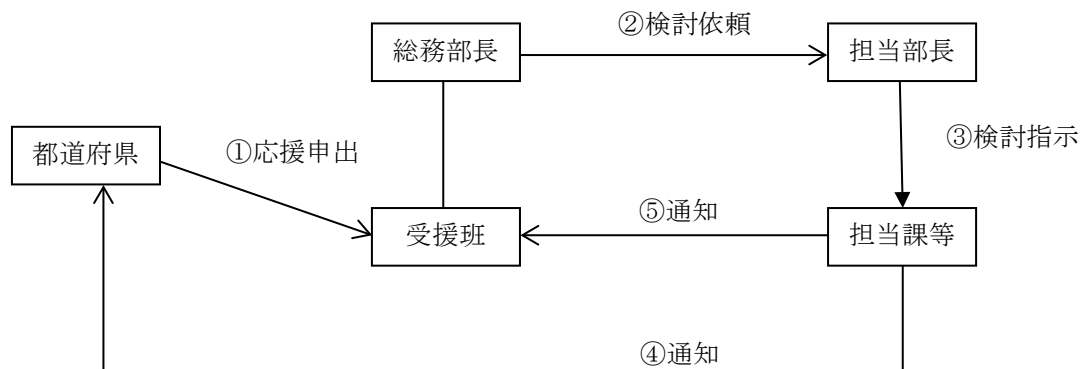 ②検討依頼
総務部長
担当部長
③検討指示
①応援申出
都道府県
⑤通知
受援班
担当課等
④通知